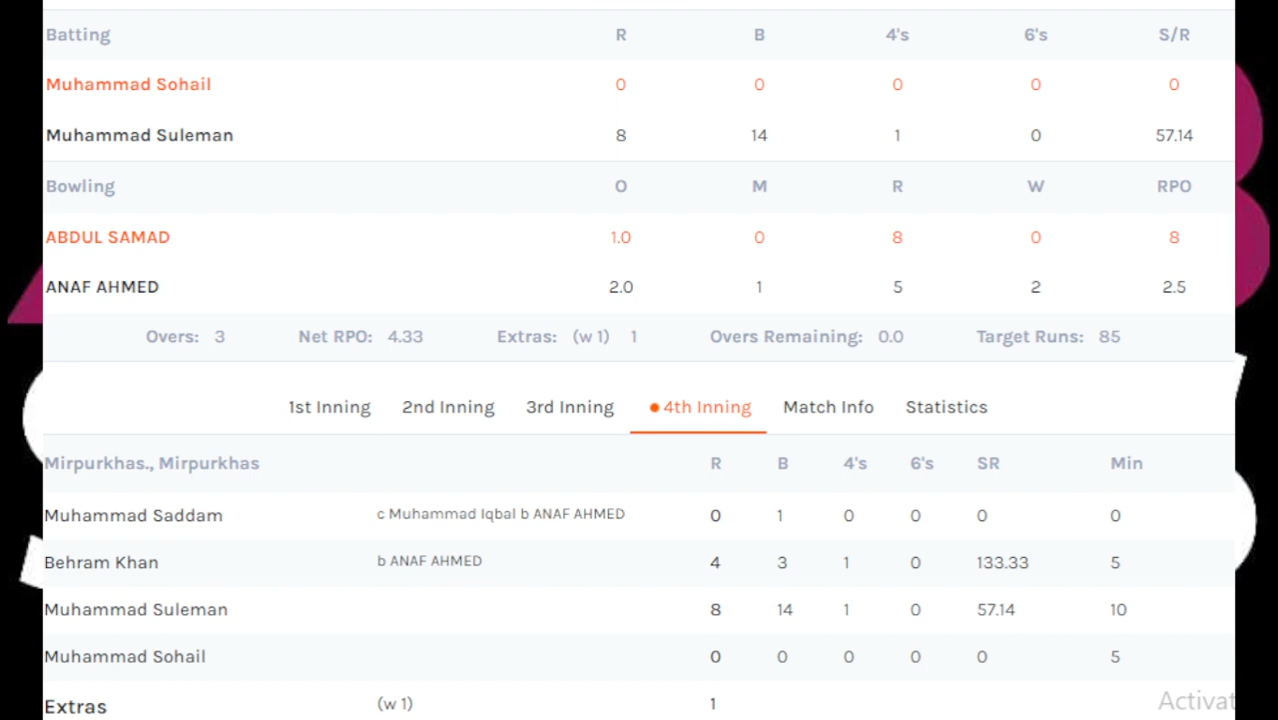 Batting R B 4's 6's S/R
Muhammad Sohail 0 0 0 0 0
Muhammad Suleman 8 14 1 0 57.14
Bowling O M R W RPO
ABDUL SAMAD 1.0 0 8 0 8
ANAF AHMED 2.0 1 5 2 2.5
Overs: 3 Net RPO: 4.33 Extras: (w 1) 1 Overs Remaining: 0.0 Target Runs: 85
1st Inning 2nd Inning 3rd Inning 4th Inning Match Info Statistics
Mirpurkhas., Mirpurkhas R B 4's 6's SR Min
Muhammad Saddam c Muhammad Iqbal b ANAF AHMED 0 1 0 0 0 0
Behram Khan b ANAF AHMED 4 3 1 0 133.33 5
Muhammad Suleman 8 14 1 0 57.14 10
Muhammad Sohail 0 0 0 0 0 5
Extras (w 1) 1
Activat